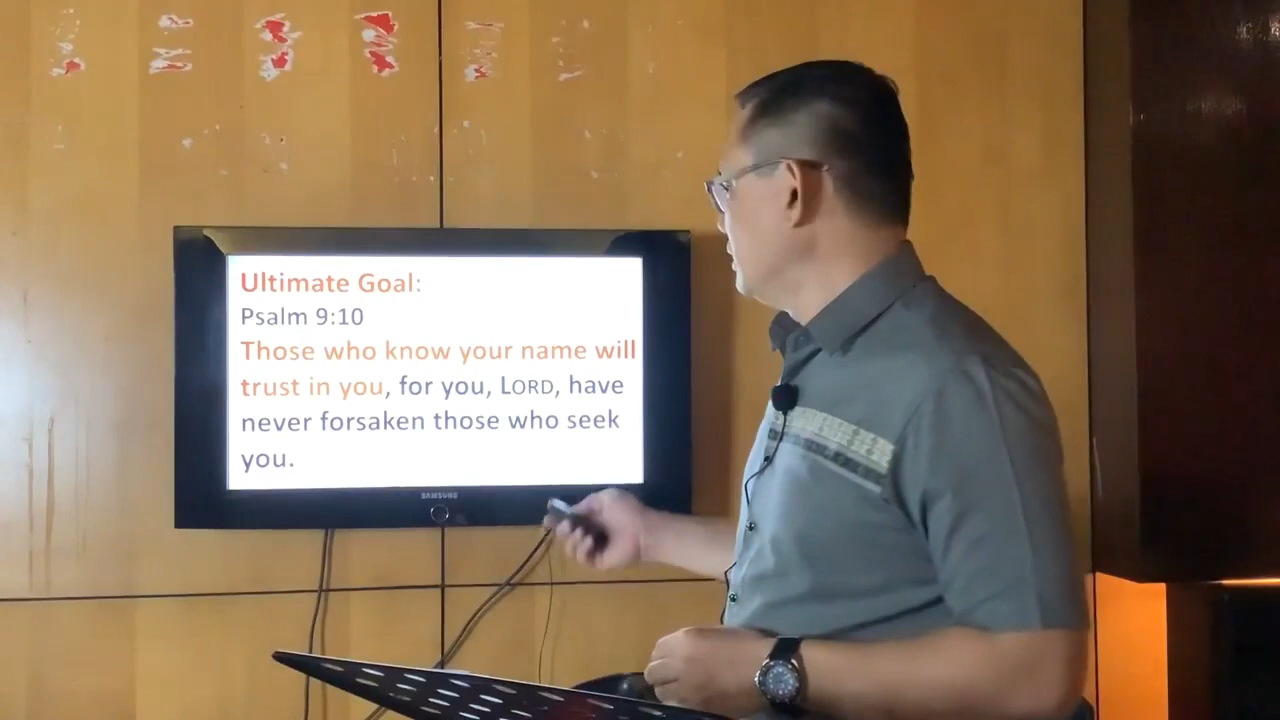 Ultimate Goal:
Psalm 9:10
Those who know your name will
trust in you, for you, LORD, have
never forsaken those who seek
you.
SAMSUNG